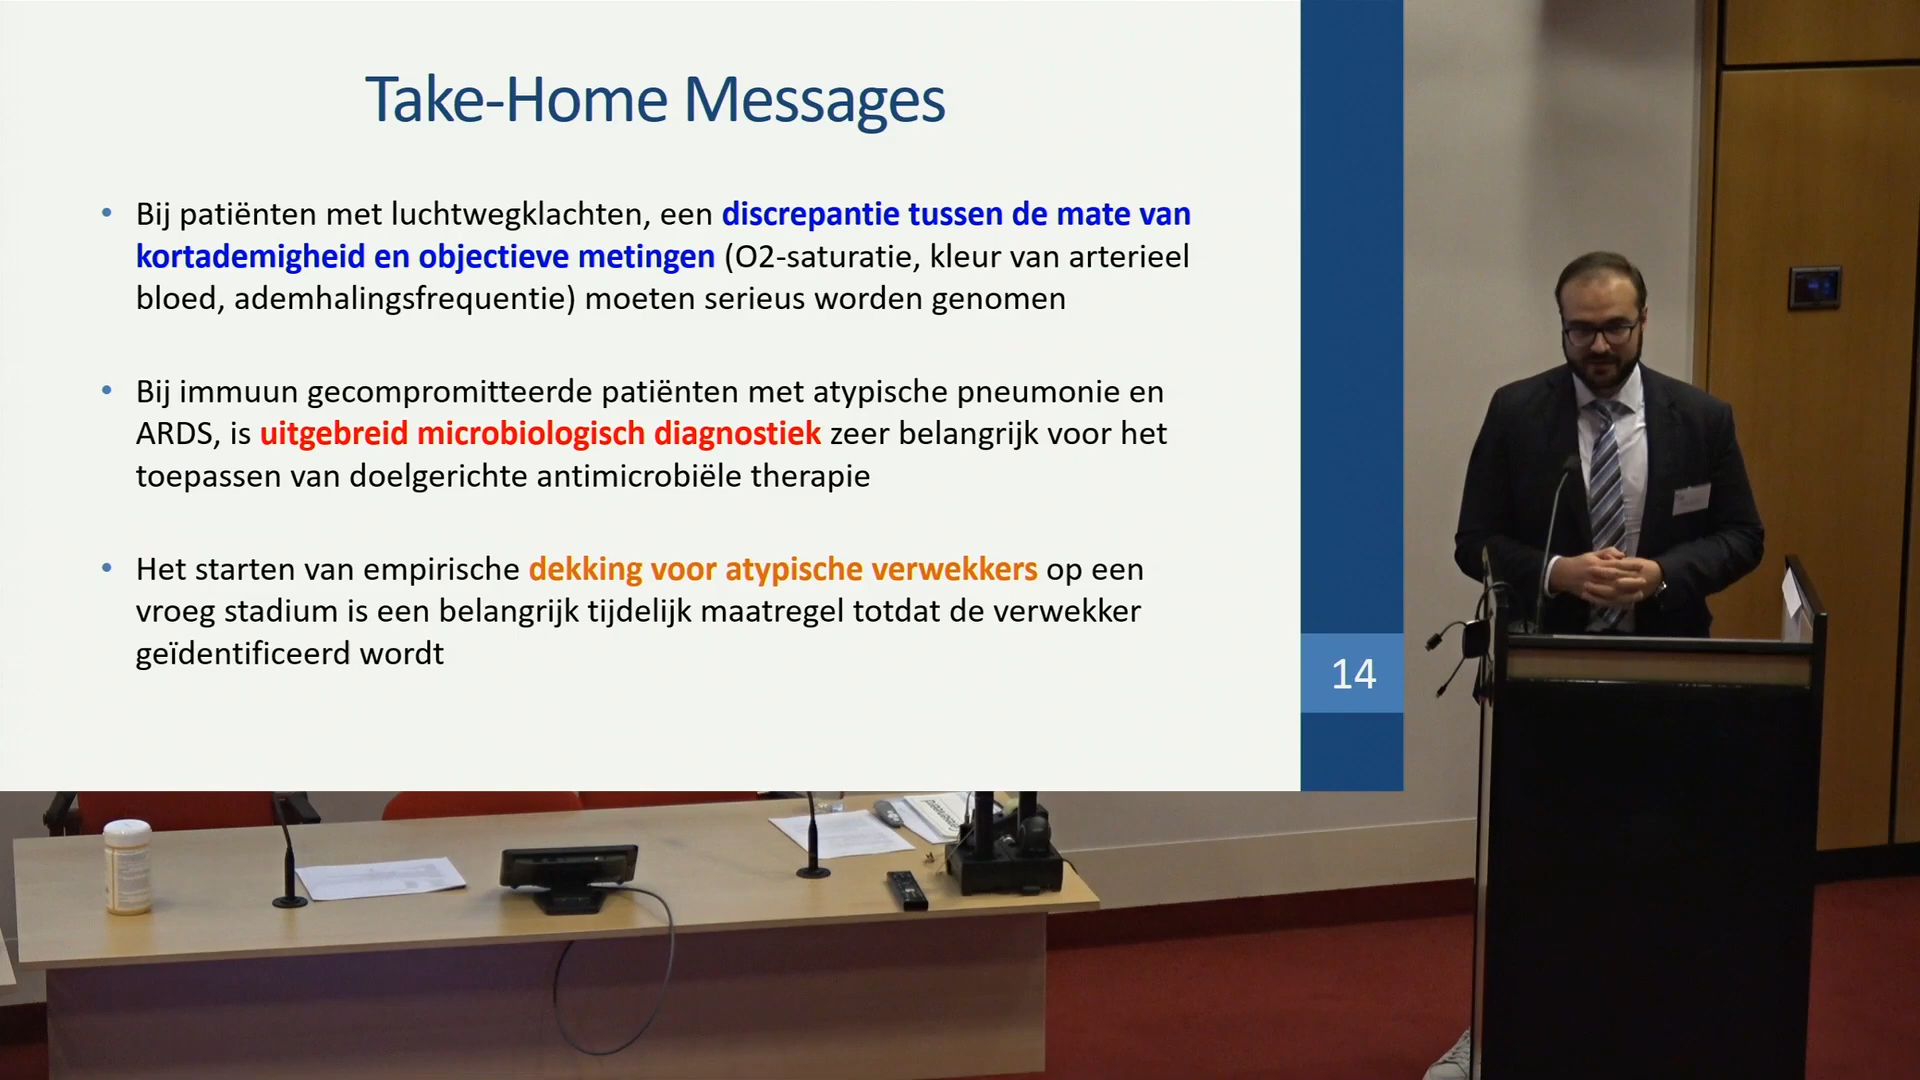 Take-Home Messages
• Bij patiënten met luchtwegklachten, een discrepantie tussen de mate van
kortademigheid en objectieve metingen (O2-saturatie, kleur van arterieel
bloed, ademhalingsfrequentie) moeten serieus worden genomen
• Bij immuun gecompromitteerde patiënten met atypische pneumonie en
ARDS, is uitgebreid microbiologisch diagnostiek zeer belangrijk voor het
toepassen van doelgerichte antimicrobiële therapie
• Het starten van empirische dekking voor atypische verwekkers op een
vroeg stadium is een belangrijk tijdelijk maatregel totdat de verwekker
geïdentificeerd wordt
14